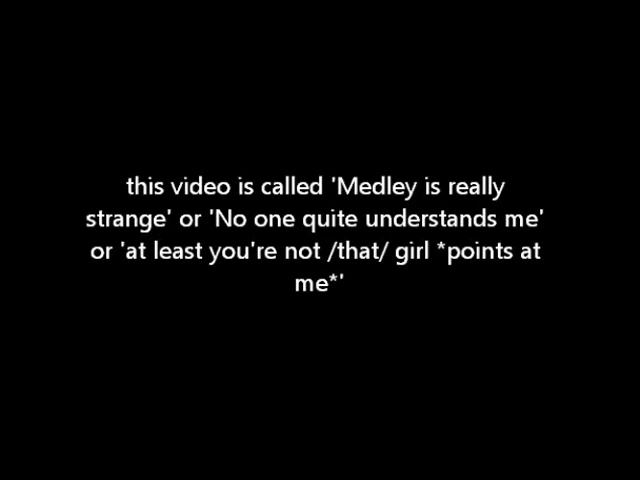 this video is called 'Medley is really
strange' or 'No one quite understands me'
or 'at least you're not /that/ girl *points at
me*'